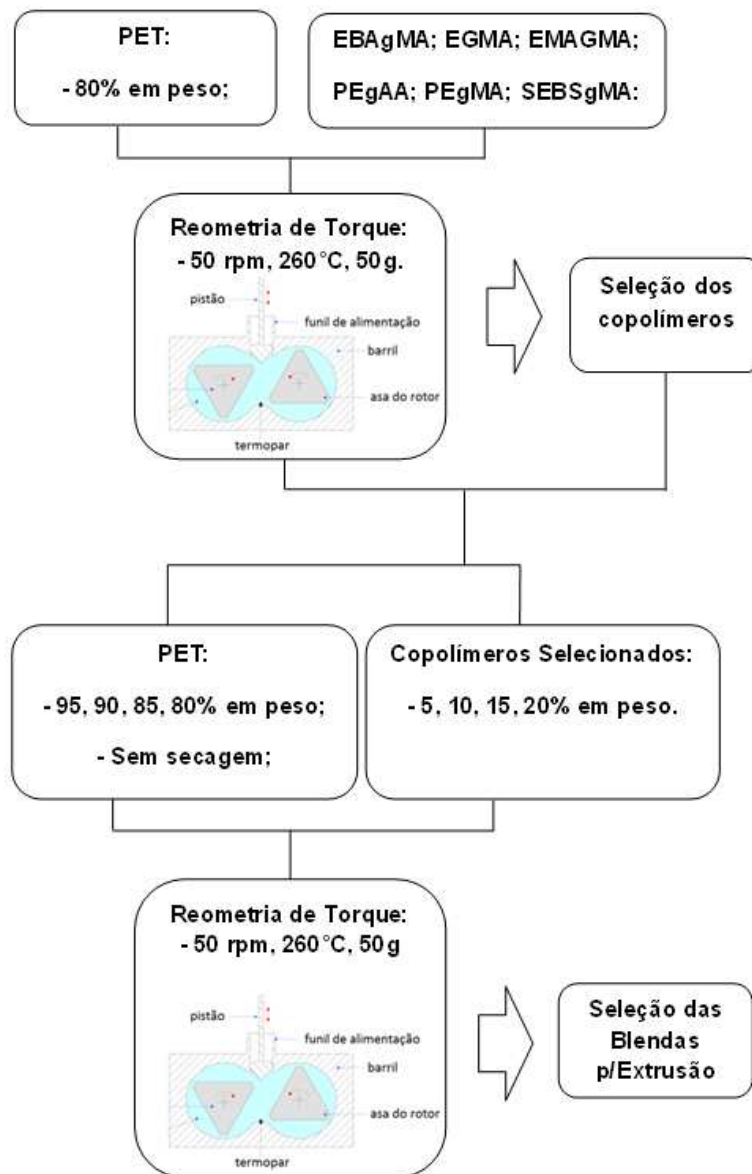 PET:
- 80% em peso;
EBAgMA; EGMA; EMAGMA;
PEgAA; PEgMA; SEBSgMA:
Reometria de Torque:
- 50 rpm, 260°C, 50g.
pistão
funil de alimentação
barril
asa do rotor
termopar
Seleção dos
copolímeros
PET:
- 95, 90, 85, 80% em peso;
- Sem secagem;
Copolímeros Selecionados:
- 5, 10, 15, 20% em peso.
Reometria de Torque:
- 50 rpm, 260°C, 50g
pistão
funil de alimentação
barril
asa do rotor
termopar
Seleção das
Blendas
p/Extrusão